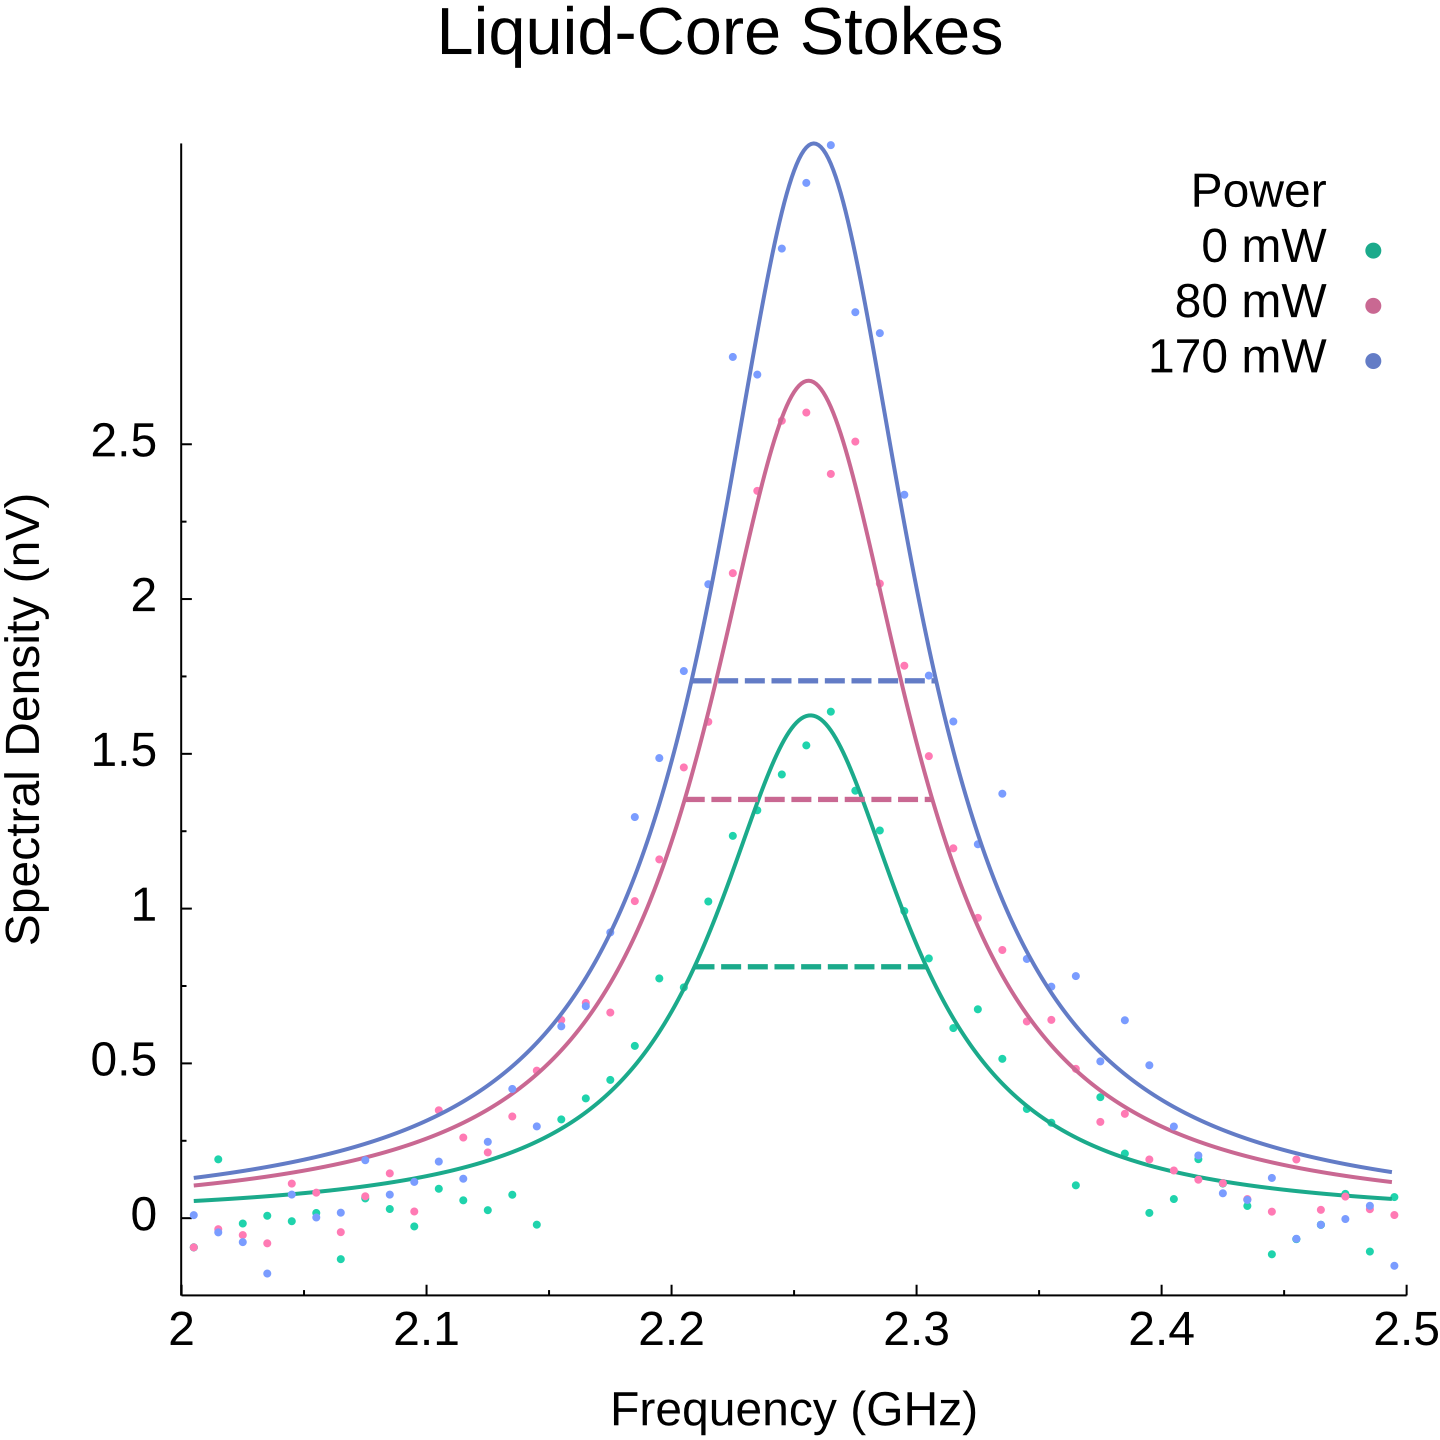 Liquid-Core Stokes
Power
0 mW
80 mW
170 mW
Spectral Density (nV)
2.5
2
1.5
1
0.5
0
2 2.1 2.2 2.3 2.4 2.5
Frequency (GHz)